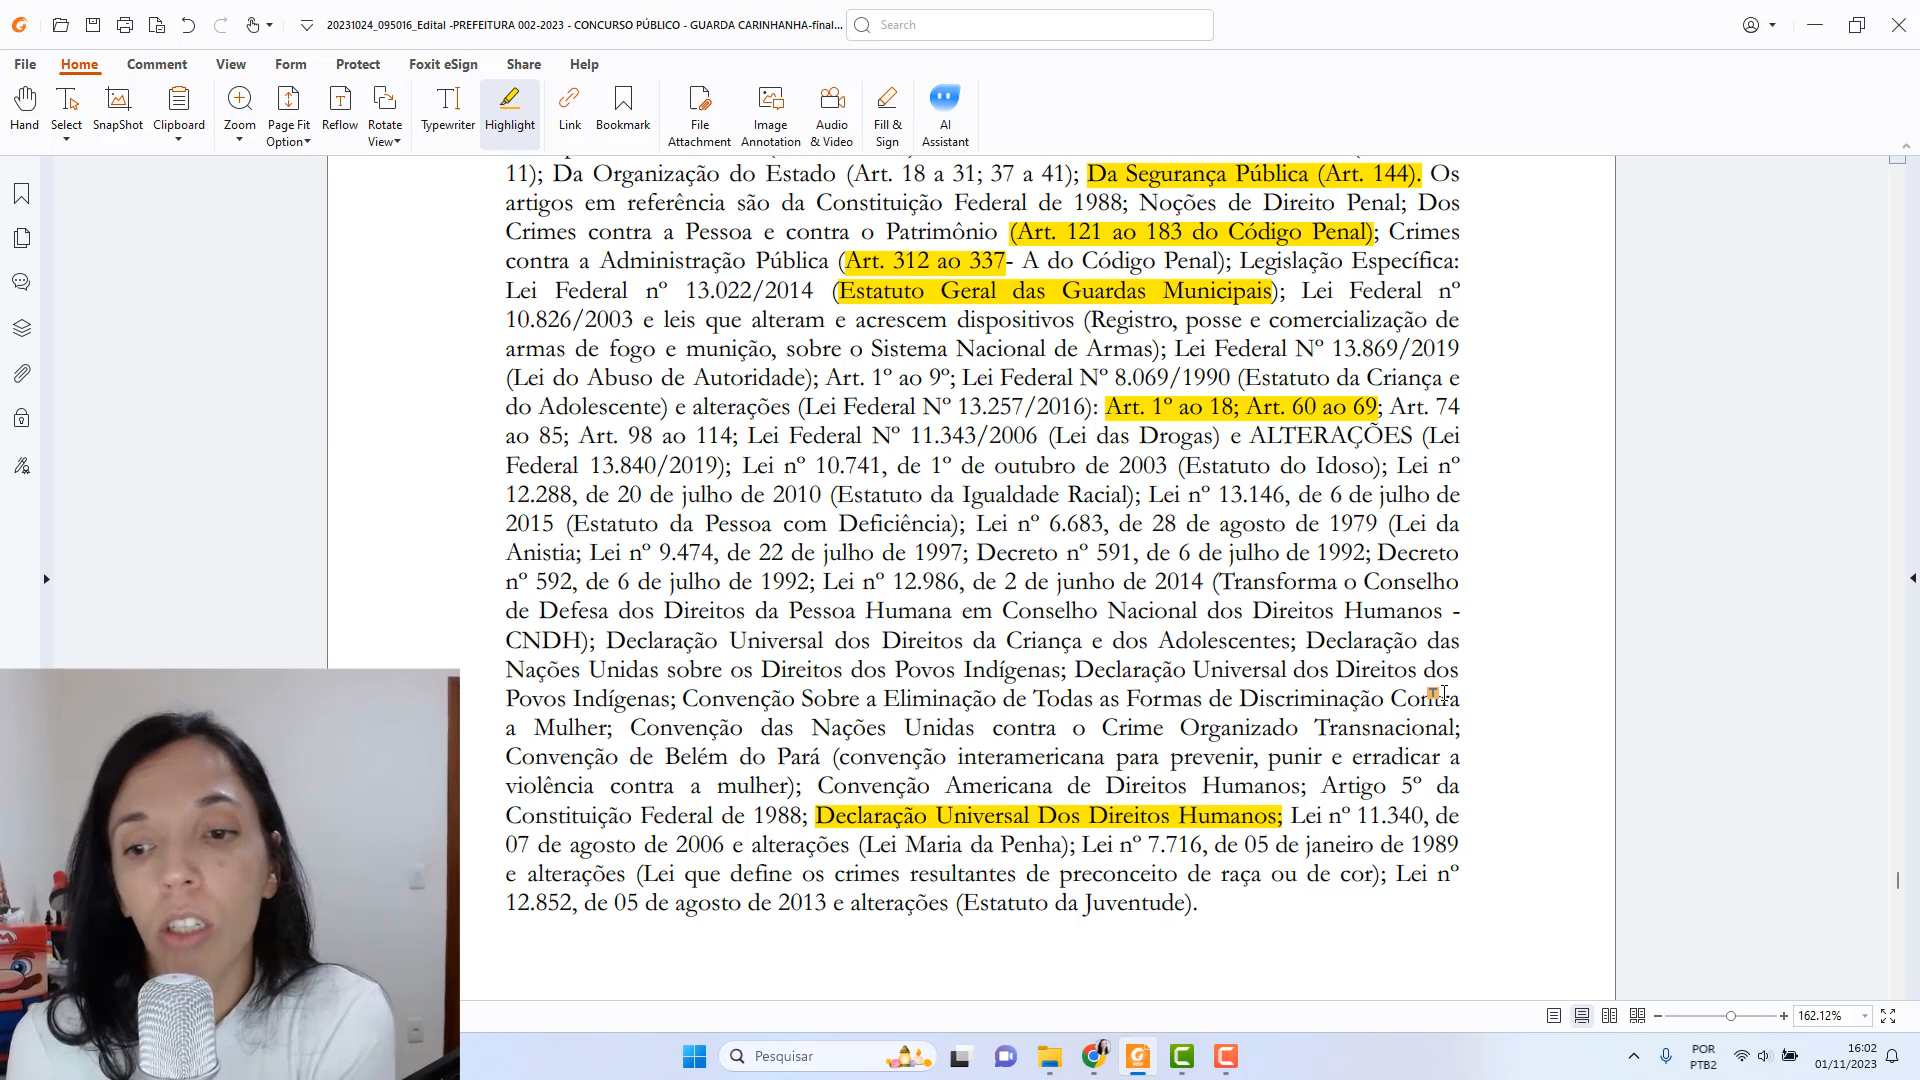 20231024_095016_Edital -PREFEITURA 002-2023 - CONCURSO PÚBLICO - GUARDA CARINHANHA-final...
Search
File Home Comment View Form Protect Foxit eSign Share Help
Hand
Select
SnapShot
Clipboard
Zoom
Page Fit Option
Reflow
Rotate View
Typewriter
Highlight
Link
Bookmark
File Attachment
Image Annotation
Audio & Video
Fill & Sign
AI Assistant
11); Da Organização do Estado (Art. 18 a 31; 37 a 41); Da Segurança Pública (Art. 144). Os
artigos em referência são da Constituição Federal de 1988; Noções de Direito Penal; Dos
Crimes contra a Pessoa e contra o Patrimônio (Art. 121 ao 183 do Código Penal); Crimes
contra a Administração Pública (Art. 312 ao 337- A do Código Penal); Legislação Específica:
Lei Federal nº 13.022/2014 (Estatuto Geral das Guardas Municipais); Lei Federal nº
10.826/2003 e leis que alteram e acrescem dispositivos (Registro, posse e comercialização de
armas de fogo e munição, sobre o Sistema Nacional de Armas); Lei Federal Nº 13.869/2019
(Lei do Abuso de Autoridade); Art. 1º ao 9º; Lei Federal Nº 8.069/1990 (Estatuto da Criança e
do Adolescente) e alterações (Lei Federal Nº 13.257/2016): Art. 1º ao 18; Art. 60 ao 69; Art. 74
ao 85; Art. 98 ao 114; Lei Federal Nº 11.343/2006 (Lei das Drogas) e ALTERAÇÕES (Lei
Federal 13.840/2019); Lei nº 10.741, de 1º de outubro de 2003 (Estatuto do Idoso); Lei nº
12.288, de 20 de julho de 2010 (Estatuto da Igualdade Racial); Lei nº 13.146, de 6 de julho de
2015 (Estatuto da Pessoa com Deficiência); Lei nº 6.683, de 28 de agosto de 1979 (Lei da
Anistia; Lei nº 9.474, de 22 de julho de 1997; Decreto nº 591, de 6 de julho de 1992; Decreto
nº 592, de 6 de julho de 1992; Lei nº 12.986, de 2 de junho de 2014 (Transforma o Conselho
de Defesa dos Direitos da Pessoa Humana em Conselho Nacional dos Direitos Humanos -
CNDH); Declaração Universal dos Direitos da Criança e dos Adolescentes; Declaração das
Nações Unidas sobre os Direitos dos Povos Indígenas; Declaração Universal dos Direitos dos
Povos Indígenas; Convenção Sobre a Eliminação de Todas as Formas de Discriminação Contra
a Mulher; Convenção das Nações Unidas contra o Crime Organizado Transnacional;
Convenção de Belém do Pará (convenção interamericana para prevenir, punir e erradicar a
violência contra a mulher); Convenção Americana de Direitos Humanos; Artigo 5º da
Constituição Federal de 1988; Declaração Universal Dos Direitos Humanos; Lei nº 11.340, de
07 de agosto de 2006 e alterações (Lei Maria da Penha); Lei nº 7.716, de 05 de janeiro de 1989
e alterações (Lei que define os crimes resultantes de preconceito de raça ou de cor); Lei nº
12.852, de 05 de agosto de 2013 e alterações (Estatuto da Juventude).
162.12%
Pesquisar
POR
PTB2
16:02
01/11/2023